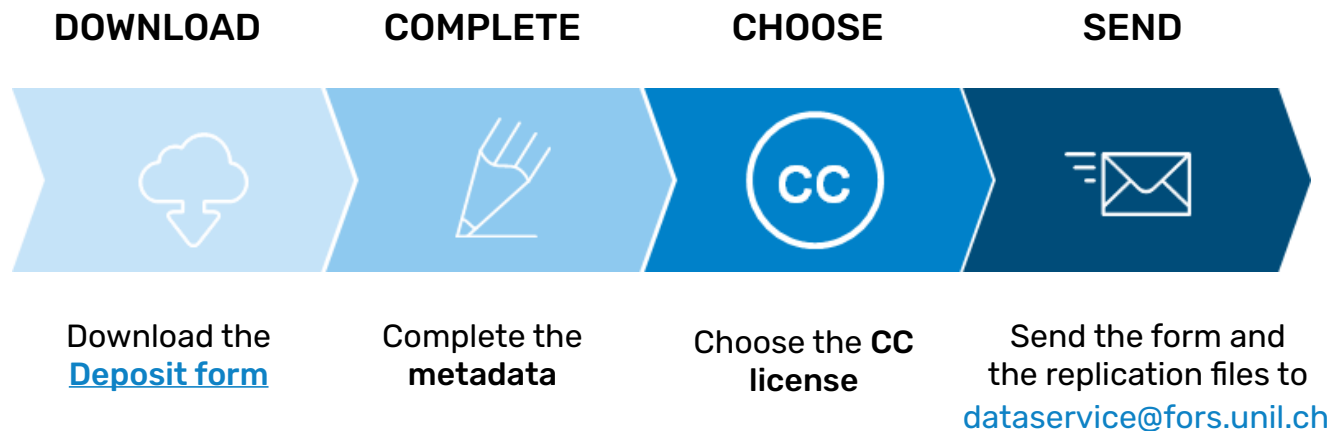 DOWNLOAD
COMPLETE
CHOOSE
SEND
CC
Download the
Deposit form
Complete the
metadata
Choose the CC
license
Send the form and
the replication files to
dataservice@fors.unil.ch